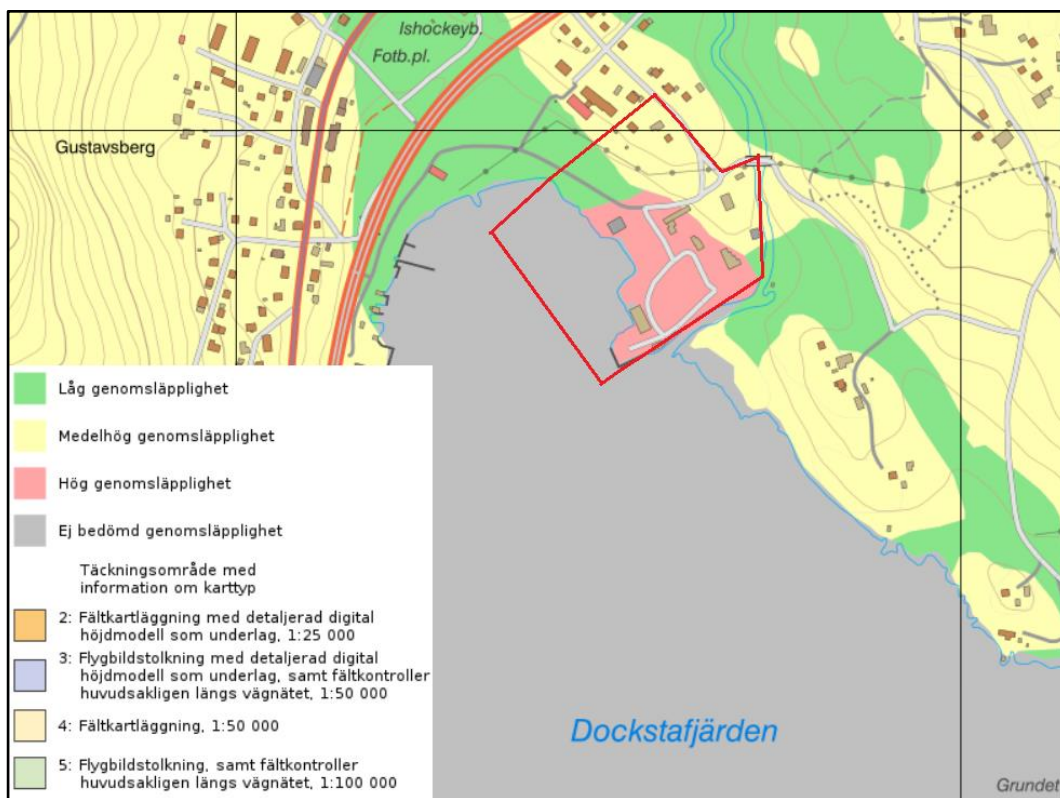 Ishockeyb.
Fotb.pl.
Gustavsberg
Låg genomsläpplighet
Medelhög genomsläpplighet
Hög genomsläpplighet
Ej bedömd genomsläpplighet
Täckningsområde med
information om karttyp
2: Fältkartläggning med detaljerad digital
höjdmodell som underlag, 1:25 000
3: Flygbildstolkning med detaljerad digital
höjdmodell som underlag, samt fältkontroller
huvudsakligen längs vägnätet, 1:50 000
4: Fältkartläggning, 1:50 000
5: Flygbildstolkning, samt fältkontroller
huvudsakligen längs vägnätet, 1:100 000
Dockstafjärden
Grundet